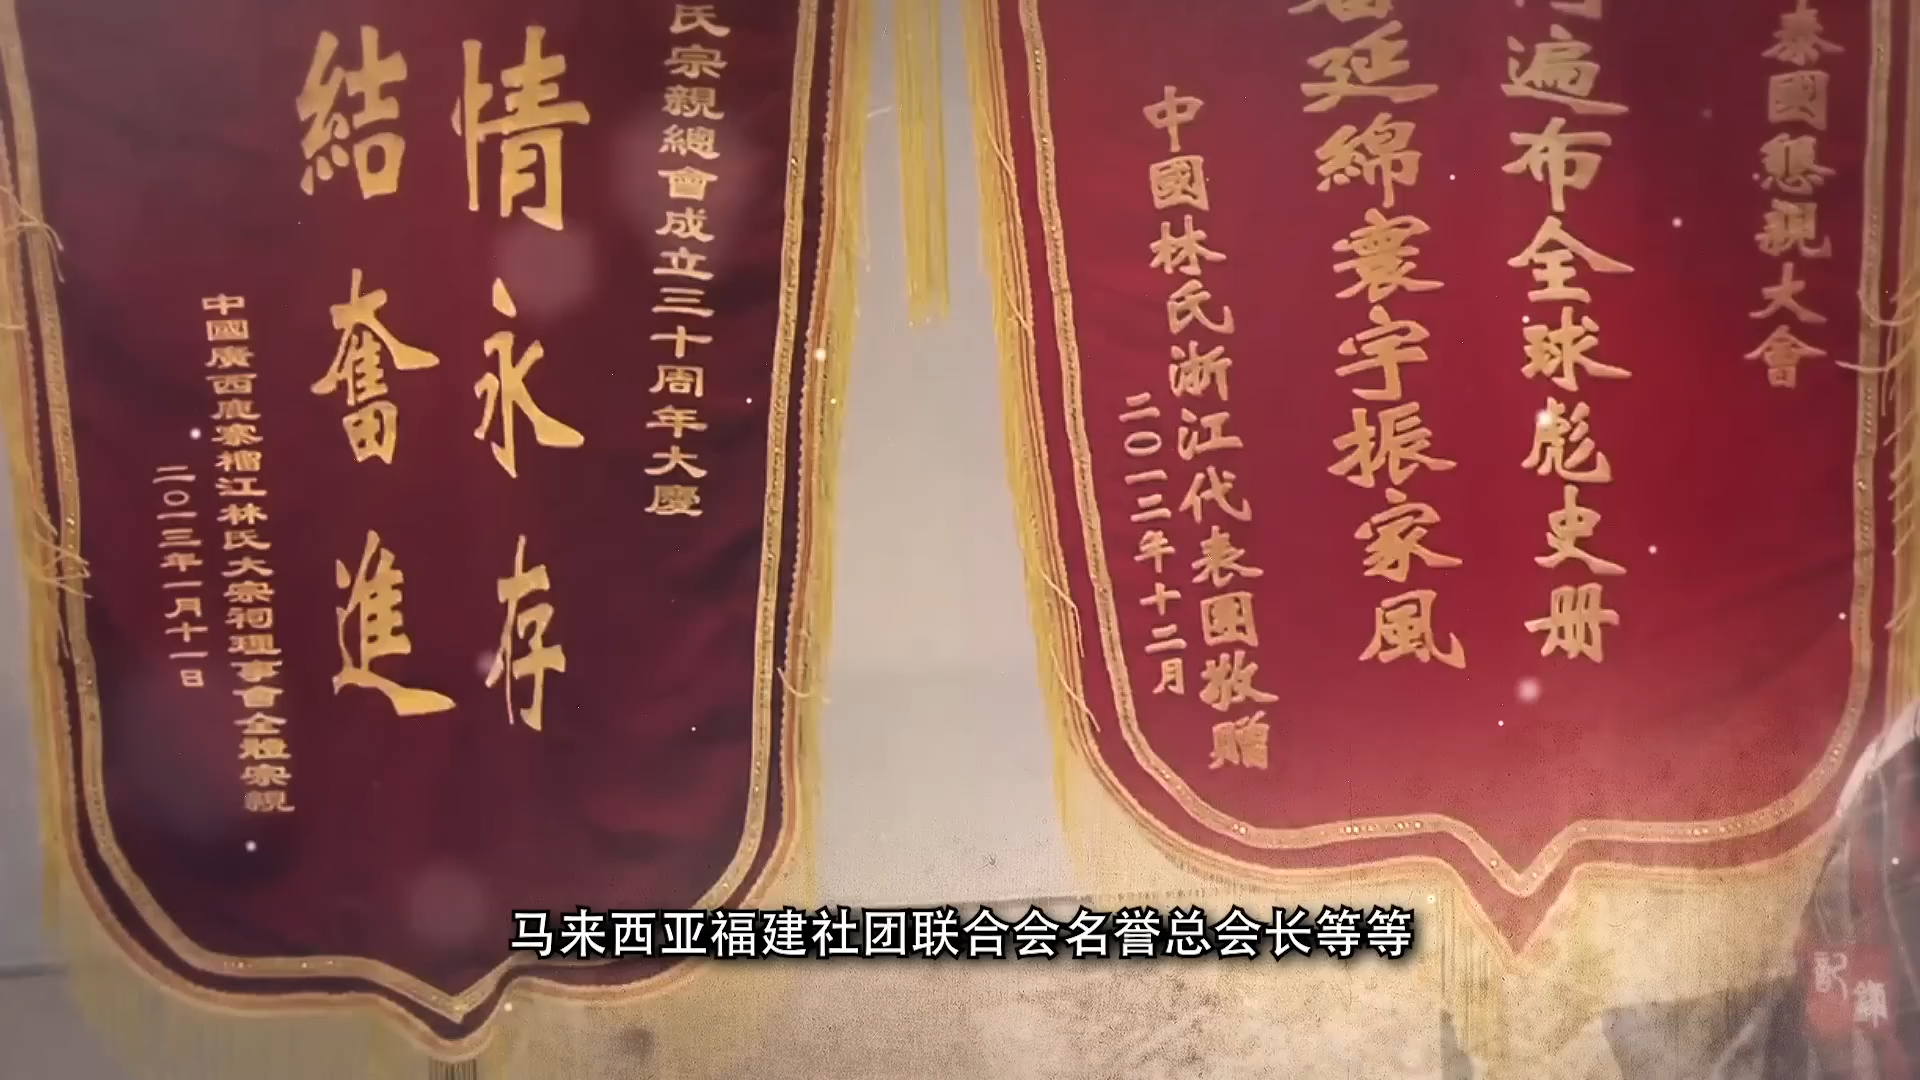 氏宗親總會成立三十周年大慶
情永存
結奮進
中國廣西鹿寨榴江林氏大宗祠理事會全體宗親
二〇一三年一月十一日
泰國懇親大會
遍布全球彪史册
延綿寰宇振家風
中國林氏浙江代表團敬贈
二〇一三年十二月
马来西亚福建社团联合会名誉总会长等等